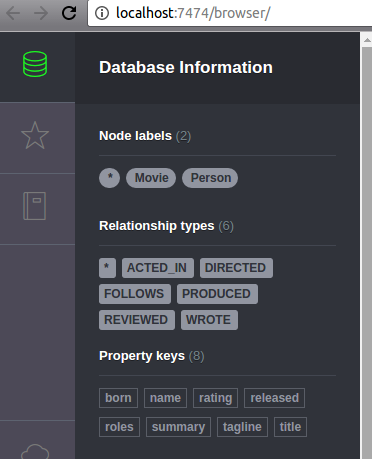 localhost:7474/browser/
Database Information
Node labels (2)
* Movie Person
Relationship types (6)
* ACTED_IN DIRECTED
FOLLOWS PRODUCED
REVIEWED WROTE
Property keys (8)
born name rating released
roles summary tagline title